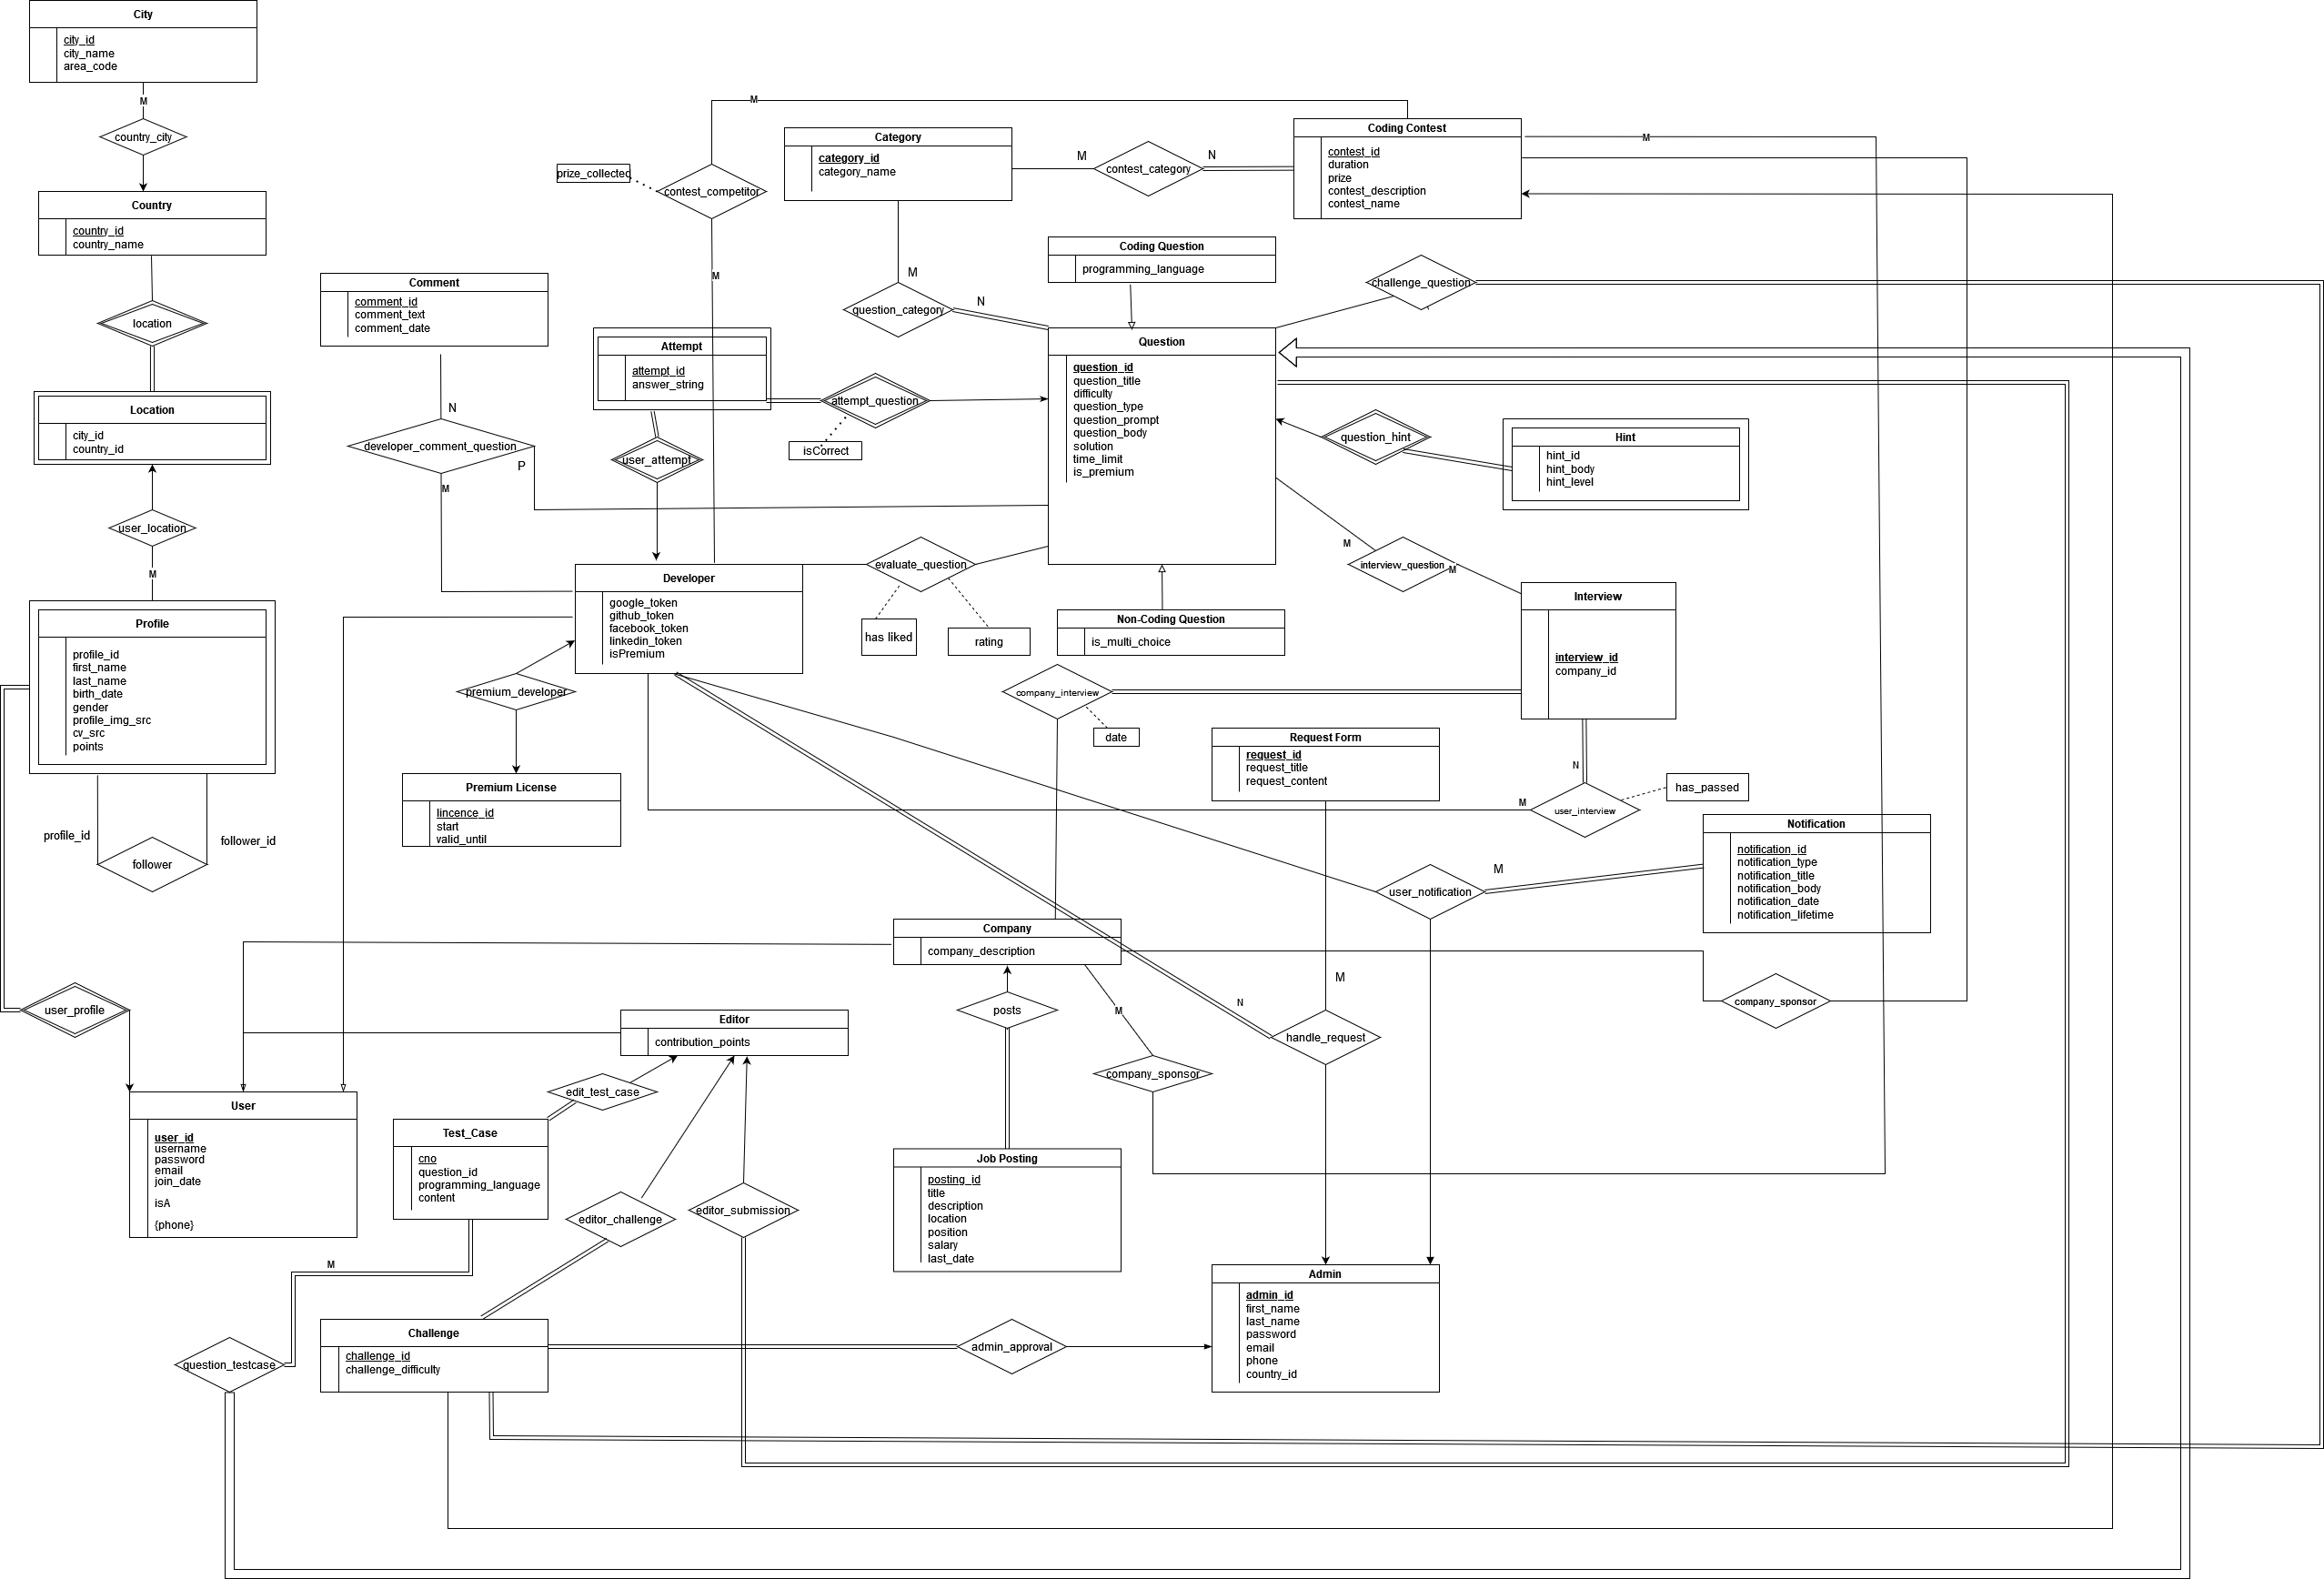 City
city_id
city_name
area_code
M
country_city
Country
country_id
country_name
location
Location
city_id
country_id
user_location
M
Profile
profile_id
first_name
last_name
birth_date
gender
profile_img_src
cv_src
points
profile_id
follower_id
follower
user_profile
User
user_id
username
password
email
join_date
isA
{phone}
Comment
comment_id
comment_text
comment_date
N
developer_comment_question
P
M
prize_collected
contest_competitor
M
M
Attempt
attempt_id
answer_string
attempt_question
isCorrect
user_attempt
Developer
google_token
github_token
facebook_token
linkedin_token
isPremium
premium_developer
Premium License
lincence_id
start
valid_until
Category
category_id
category_name
M
contest_category
N
Coding Contest
contest_id
duration
prize
contest_description
contest_name
M
M
question_category
N
Coding Question
programming_language
challenge_question
Question
question_id
question_title
difficulty
question_type
question_prompt
question_body
solution
time_limit
is_premium
question_hint
Hint
hint_id
hint_body
hint_level
evaluate_question
has liked
rating
Non-Coding Question
is_multi_choice
M
interview_question
M
Interview
interview_id
company_id
company_interview
date
Request Form
request_id
request_title
request_content
N
M
user_interview
has_passed
Notification
notification_id
notification_type
notification_title
notification_body
notification_date
notification_lifetime
M
user_notification
Company
company_description
M
N
handle_request
company_sponsor
posts
M
company_sponsor
Editor
contribution_points
edit_test_case
Test_Case
cno
question_id
programming_language
content
editor_challenge
editor_submission
Job Posting
posting_id
title
description
location
position
salary
last_date
M
question_testcase
Challenge
challenge_id
challenge_difficulty
admin_approval
Admin
admin_id
first_name
last_name
password
email
phone
country_id